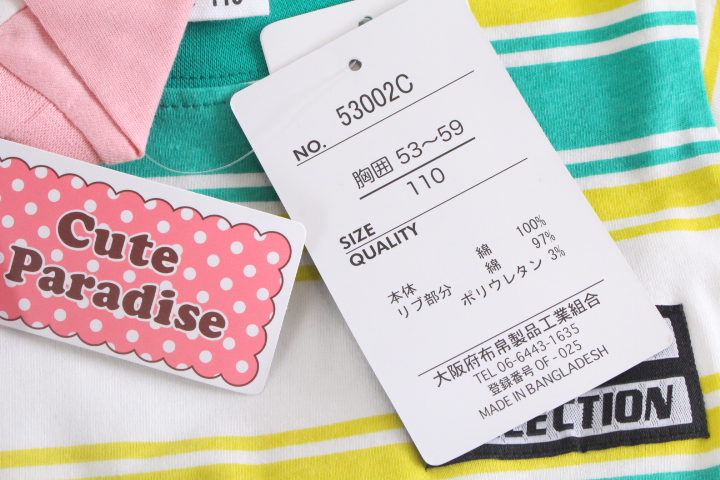 Cute
Paradise
NO. 53002C
胸囲 53～59
110
SIZE
QUALITY
本体 綿 100%
リブ部分 綿 97%
ポリウレタン 3%
大阪府布帛製品工業組合
TEL 06-6443-1635
登録番号 OF-025
MADE IN BANGLADESH
LECTION